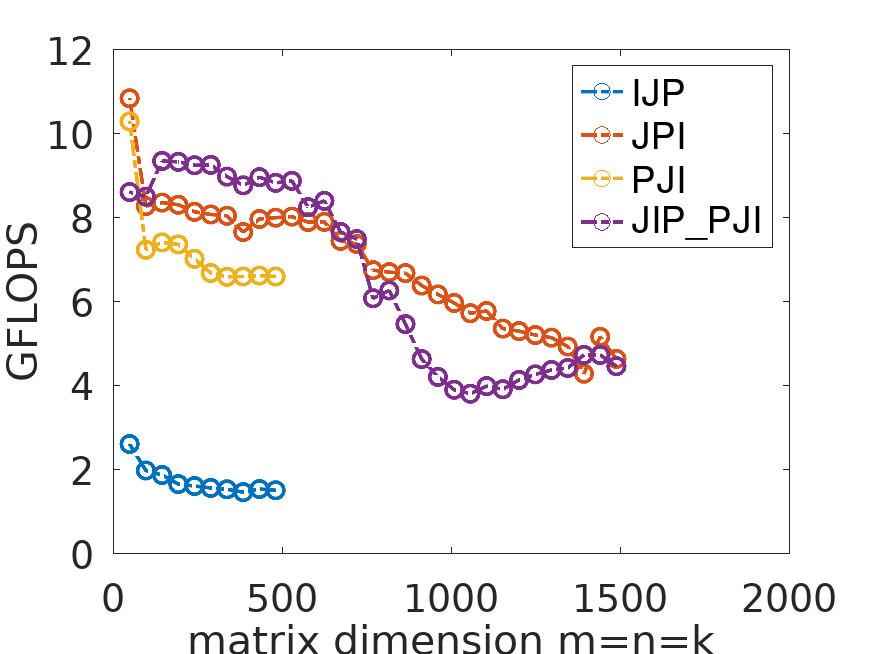 12
10
8
6
4
2
0
GFLOPS
IJP
JPI
PJI
JIP_PJI
0 500 1000 1500 2000
matrix dimension m=n=k